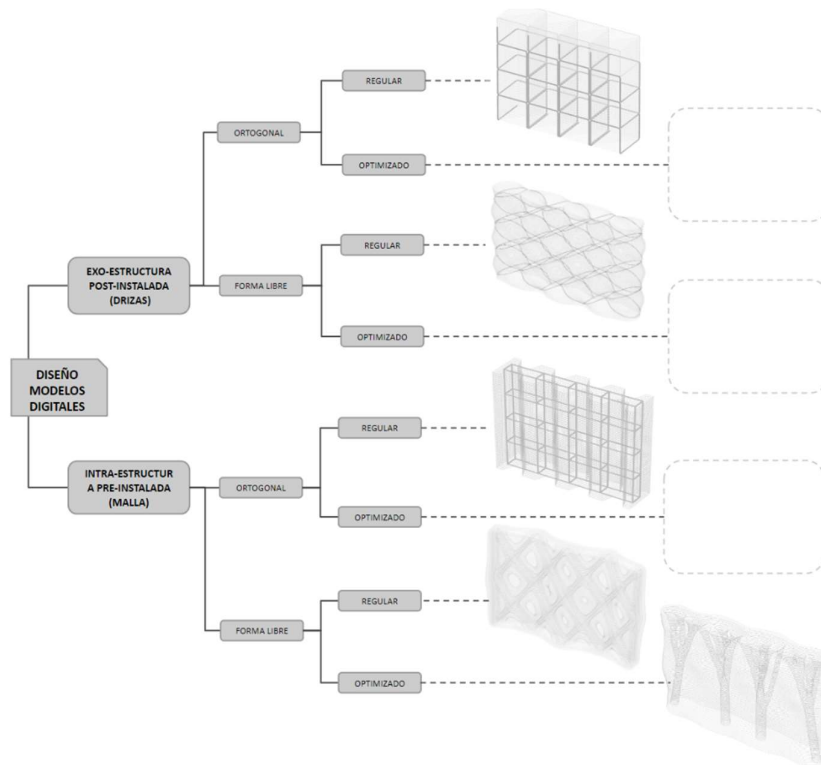 REGULAR
ORTOGONAL
OPTIMIZADO
REGULAR
EXO-ESTRUCTURA
POST-INSTALADA
(DRIZAS)
FORMA LIBRE
OPTIMIZADO
DISEÑO
MODELOS
DIGITALES
REGULAR
INTRA-ESTRUCTUR
A PRE-INSTALADA
(MALLA)
ORTOGONAL
OPTIMIZADO
REGULAR
FORMA LIBRE
OPTIMIZADO